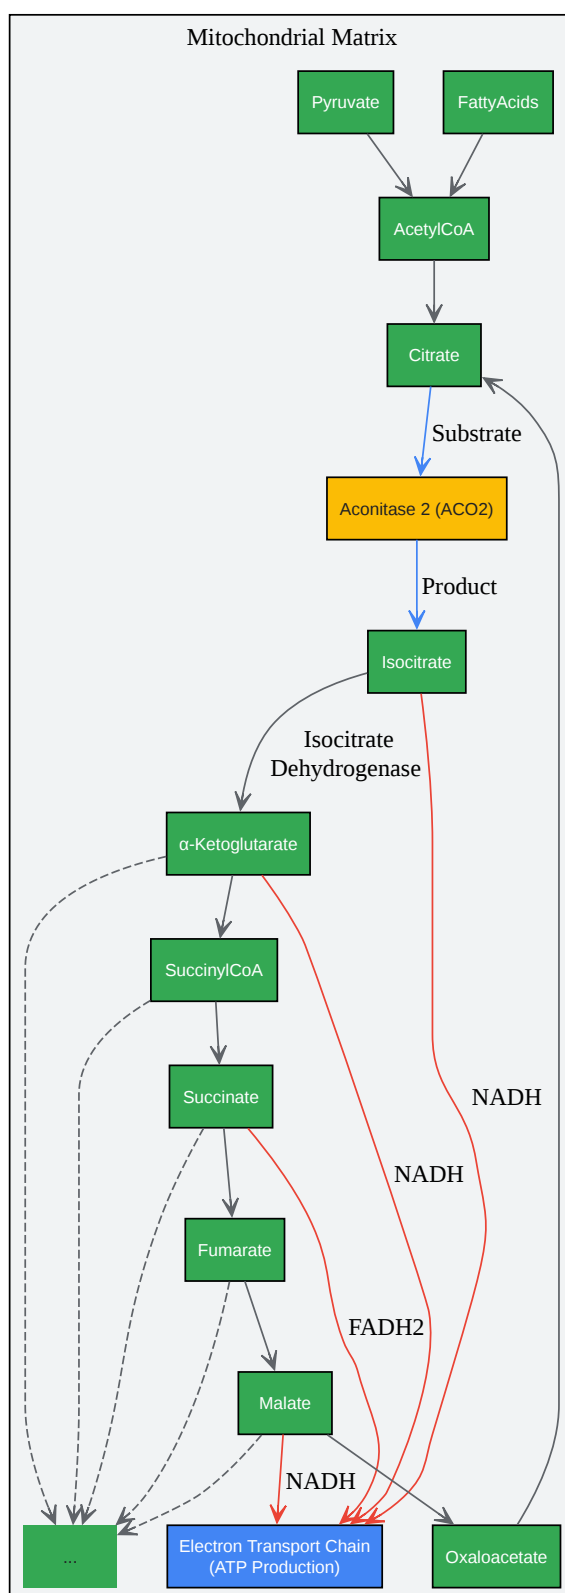 Mitochondrial Matrix
Pyruvate
FattyAcids
AcetylCoA
Citrate
Substrate
Aconitase 2 (ACO2)
Product
Isocitrate
Isocitrate
Dehydrogenase
α-Ketoglutarate
SuccinylCoA
Succinate
NADH
NADH
Fumarate
FADH2
Malate
NADH
...
Electron Transport Chain
(ATP Production)
Oxaloacetate